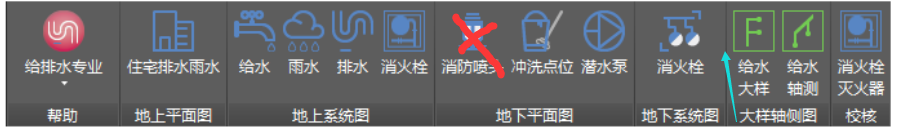 给排水专业
住宅排水雨水
给水
雨水
排水
消火栓
消防喷头
冲洗点位
潜水泵
消火栓
给水
大样
给水
轴测
消火栓
灭火器
帮助
地上平面图
地上系统图
地下平面图
地下系统图
大样轴侧图
校核